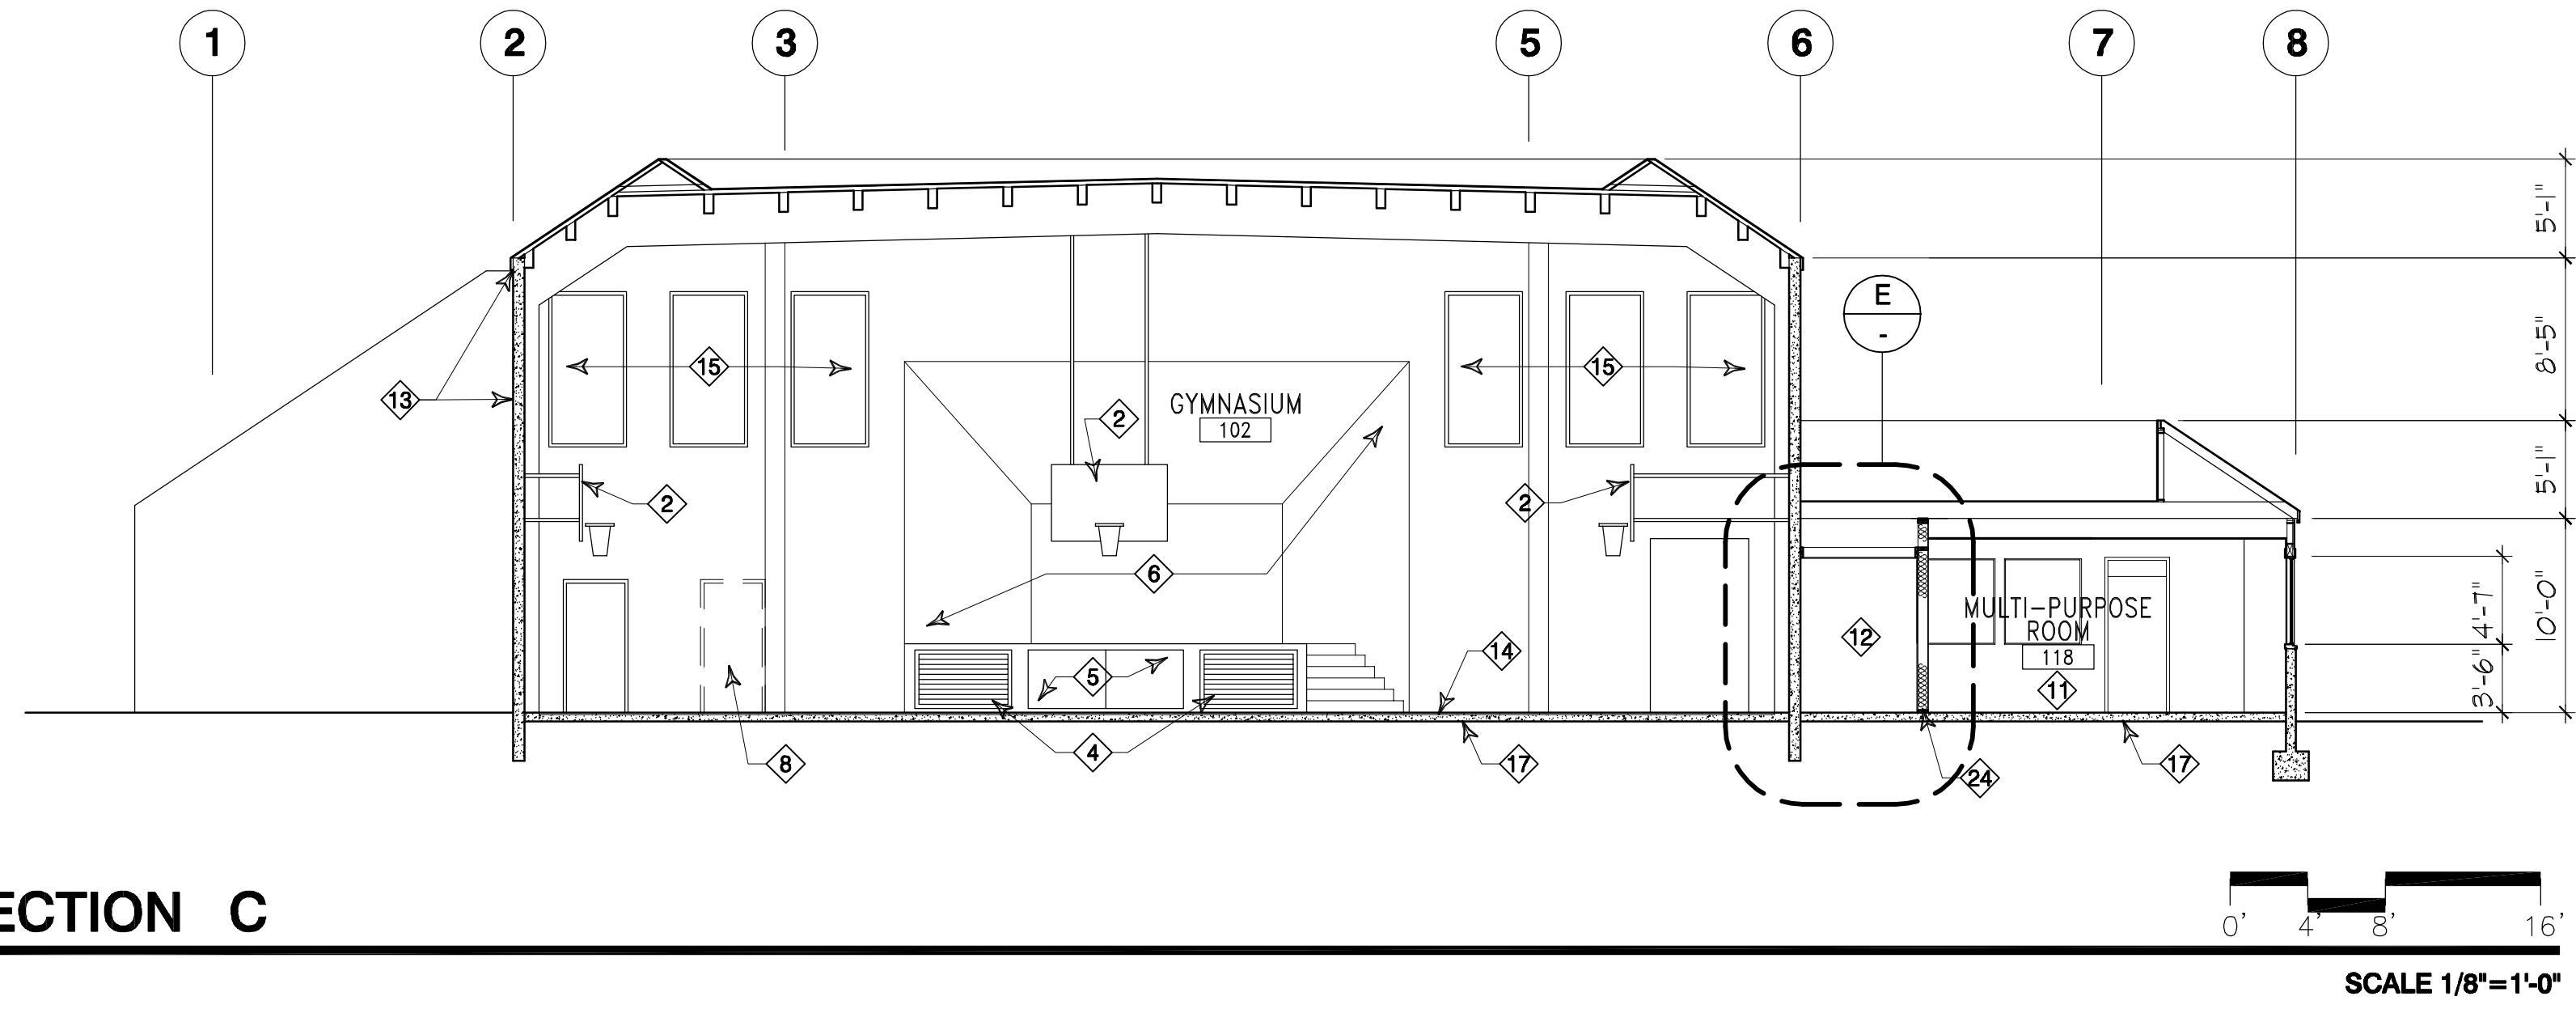 1 2 3 5 6 7 8
5'-1"
E
-
8'-5"
15 15
13
GYMNASIUM
102
2
5'-1"
2 2
6
4'-7"
10'-0"
MULTI-PURPOSE
ROOM
12
118
14
5
11
3'-6"
4
8 17 24 17
ECTION C
0' 4' 8' 16'
SCALE 1/8"=1'-0"